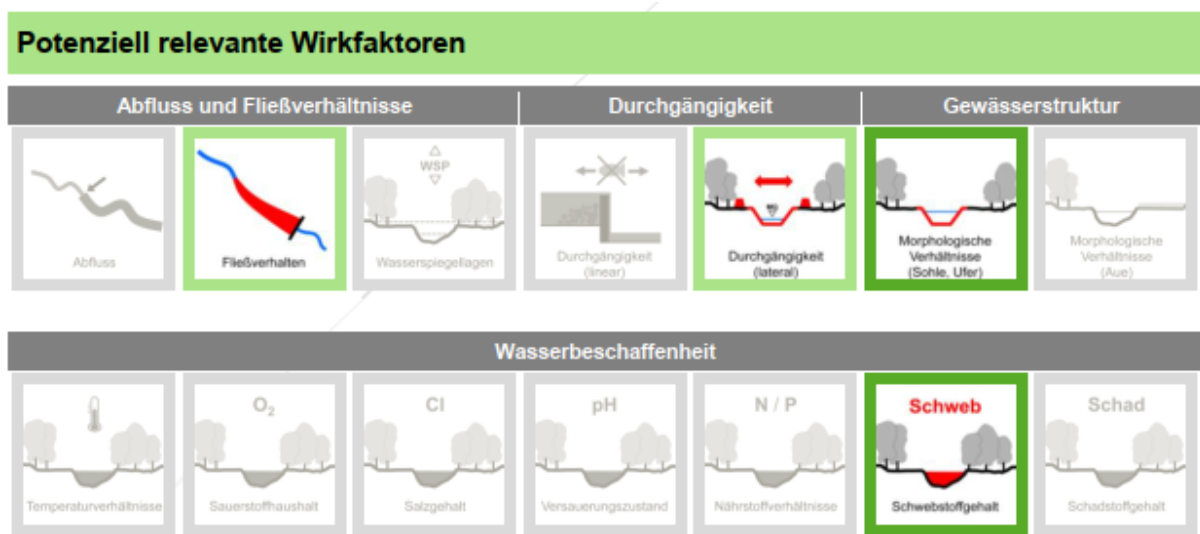 Potenziell relevante Wirkfaktoren
Abfluss und Fließverhältnisse
Durchgängigkeit
Gewässerstruktur
Abfluss
Fließverhalten
WSP
Wasserspiegellagen
Durchgängigkeit
(linear)
Durchgängigkeit
(lateral)
Morphologische
Verhältnisse
(Sohle, Ufer)
Morphologische
Verhältnisse
(Aue)
Wasserbeschaffenheit
Temperaturverhältnisse
O₂
Sauerstoffhaushalt
Cl
Salzgehalt
pH
Versauerungszustand
N / P
Nährstoffverhältnisse
Schweb
Schwebstoffgehalt
Schad
Schadstoffgehalt